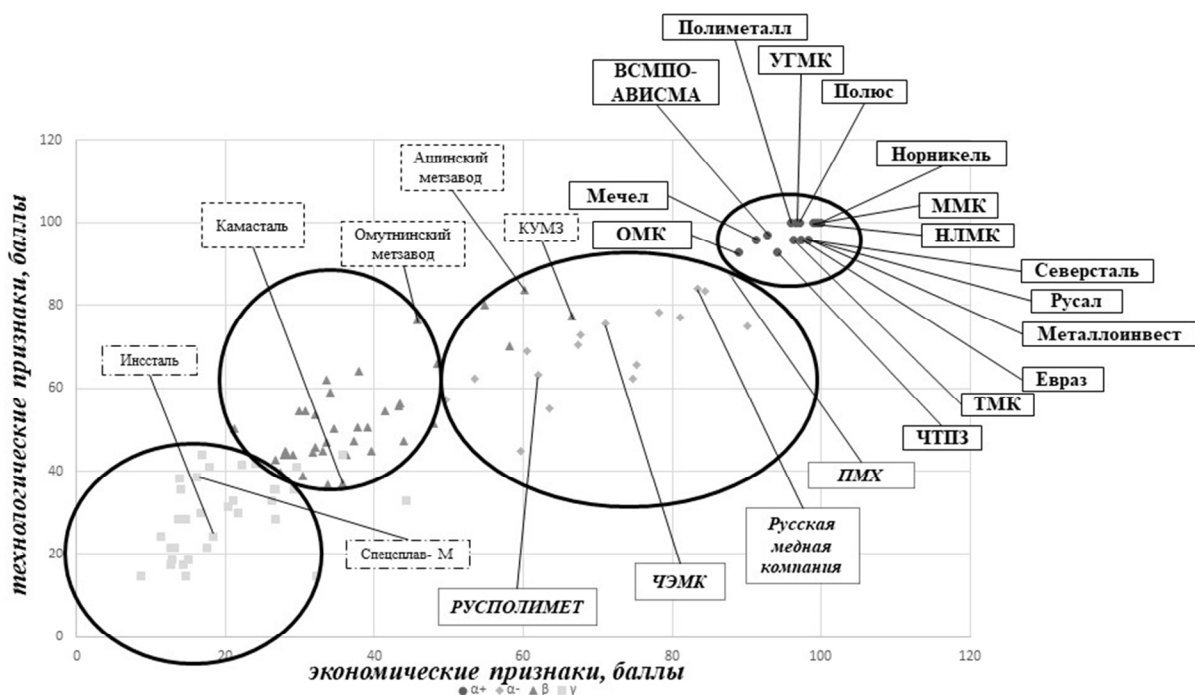 Полиметалл
УГМК
ВСМПО-
АВИСМА
Полюс
120
Ашинский
метзавод
Норникель
100
Камасталь
Мечел
ММК
Омутнинский
метзавод
КУМЗ
ОМК
НЛМК
80
Северсталь
Русал
Инссталь
Металлоинвест
60
Евраз
ТМК
ЧТПЗ
40
ПМХ
Русская
медная
компания
20
Спецсплав- М
ЧЭМК
РУСПОЛИМЕТ
0
0
20
40
60
80
100
120
технологические признаки, баллы
экономические признаки, баллы
α+ α- β γ